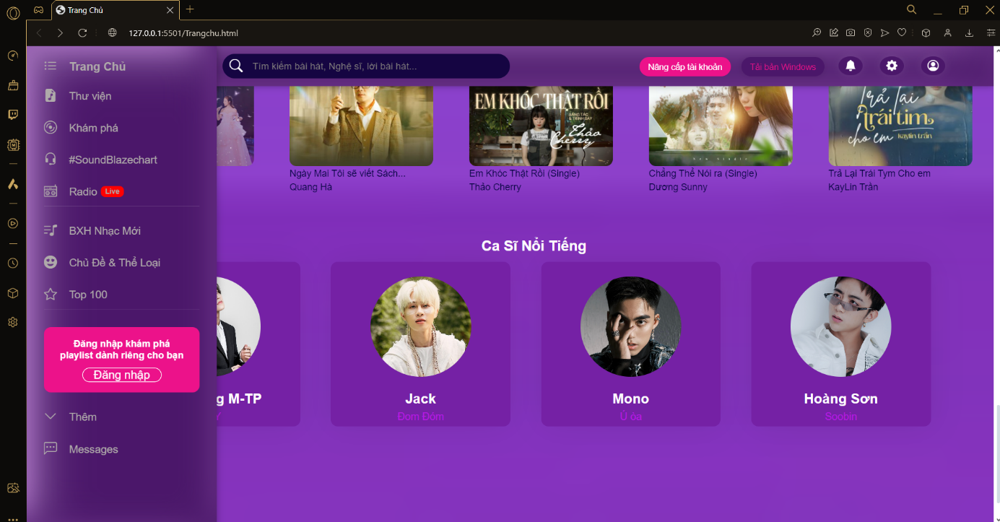 Trang Chủ
127.0.0.1:5501/Trangchu.html
Trang Chủ
Thư viện
Khám phá
#SoundBlazechart
Radio Live
BXH Nhạc Mới
Chủ Đề & Thể Loại
Top 100
Đăng nhập khám phá
playlist dành riêng cho bạn
Đăng nhập
Thêm
Messages
Tìm kiếm bài hát, Nghệ sĩ, lời bài hát...
Nâng cấp tài khoản
Tải bản Windows
EM KHÓC THẬT RỒI
SÁNG TÁC
& TRÌNH BÀY
Thảo
Cherry
Trả Lại
trái tim
cho em
kaylin trần
Ngày Mai Tôi sẽ viết Sách...
Quang Hà
Em Khóc Thật Rồi (Single)
Thảo Cherry
Chẳng Thể Nói ra (Single)
Dương Sunny
Trả Lại Trái Tym Cho em
KayLin Trần
Ca Sĩ Nổi Tiếng
g M-TP
Y
Jack
Đom Đóm
Mono
Ú òa
Hoàng Sơn
Soobin